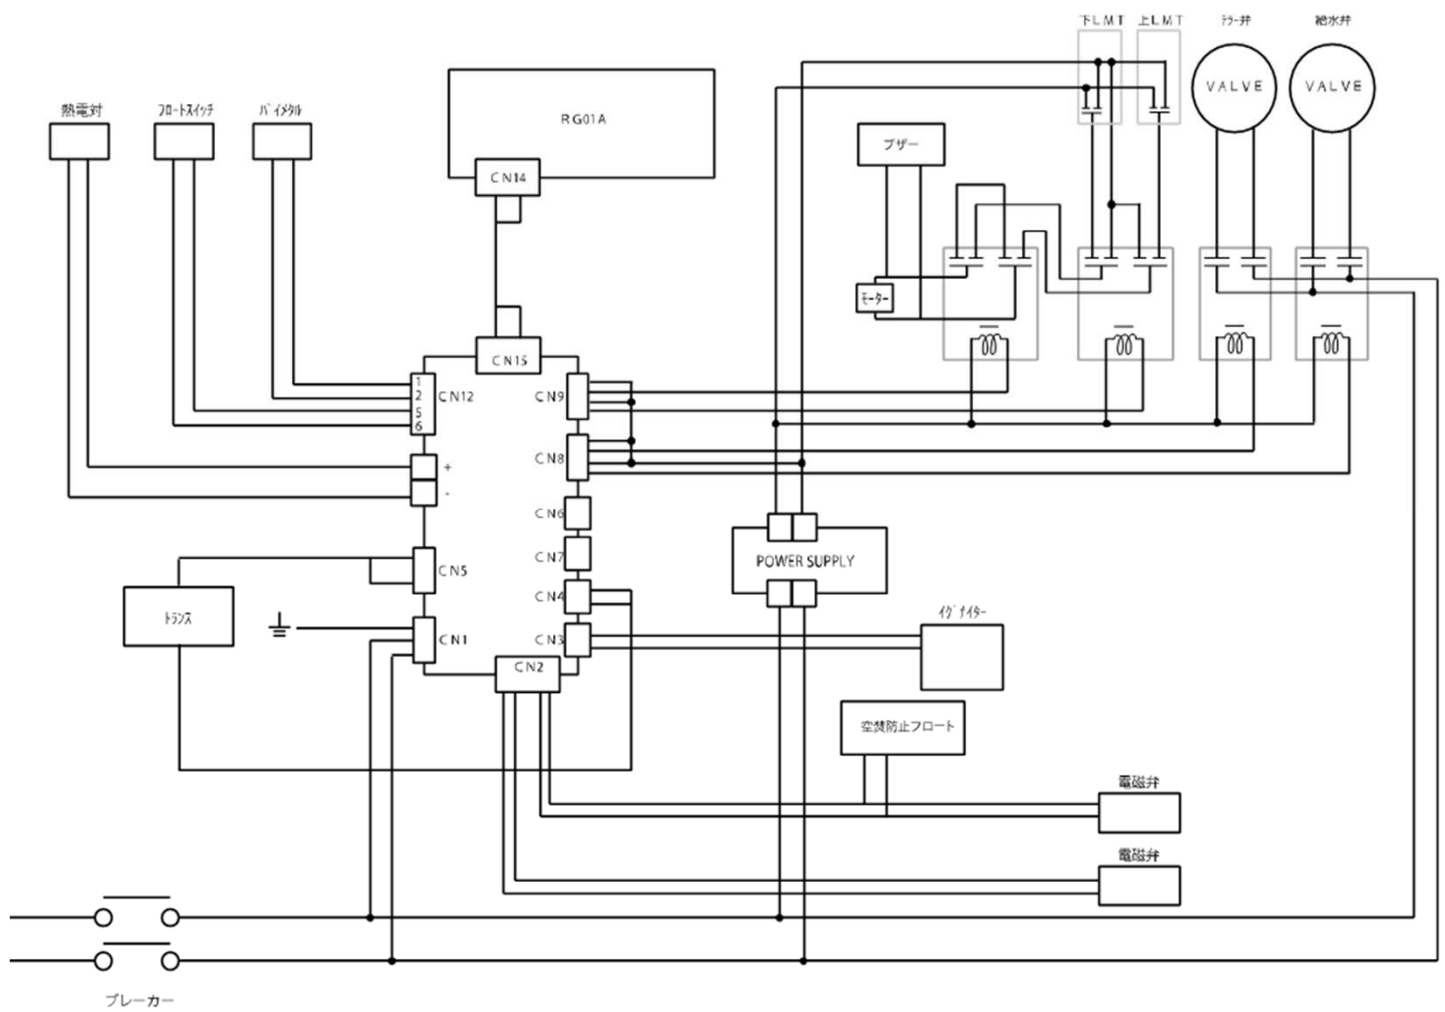 下LMT 上LMT ﾃﾗｰ弁 給水弁
VALVE VALVE
熱電対 ﾌﾛｰﾄｽｲｯﾁ ﾊﾞｲﾒﾀﾙ
RG01A
ブザー
CN14
モーター
CN15
1
2
5
6
CN12
CN9
+
-
CN8
CN6
CN7
CN5
CN4
POWER SUPPLY
ﾄﾗﾝｽ
CN1
CN3
CN2
ｲｸﾞﾅｲﾀｰ
空焚防止フロート
電磁弁
電磁弁
ブレーカー